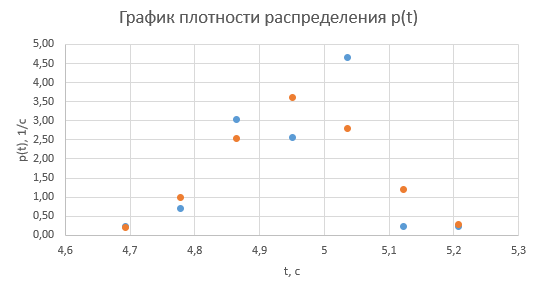 График плотности распределения p(t)
5,00
4,50
4,00
3,50
3,00
2,50
2,00
1,50
1,00
0,50
0,00
p(t), 1/с
4,6 4,7 4,8 4,9 5 5,1 5,2 5,3
t, с